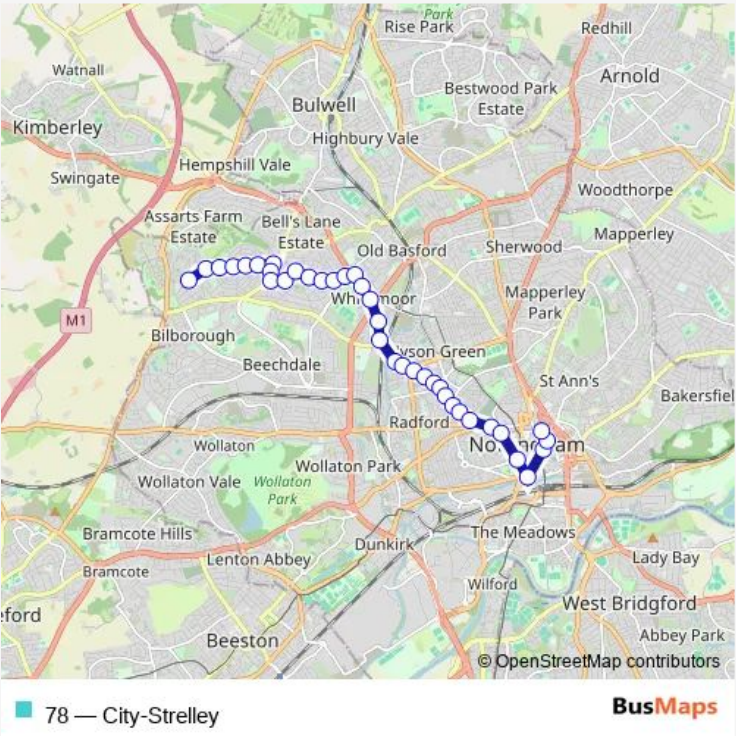 Park
Rise Park
Redhill
Watnall
Arnold
Bestwood Park
Estate
Bulwell
Kimberley
Highbury Vale
Hempshill Vale
Swingate
Woodthorpe
Assarts Farm
Estate
Bell's Lane
Estate
Mapperley
Old Basford
Sherwood
Mapperley
Park
M1
Bilborough
yson Green
Beechdale
St Ann's
Bakersfiel
Radford
Wollaton
Wollaton Park
Wollaton Vale
Wollaton
Park
Bramcote Hills
The Meadows
Dunkirk
Lady Bay
Lenton Abbey
Bramcote
Wilford
West Bridgford
eford
Abbey Park
Beeston
© OpenStreetMap contributors
78 — City-Strelley
BusMaps